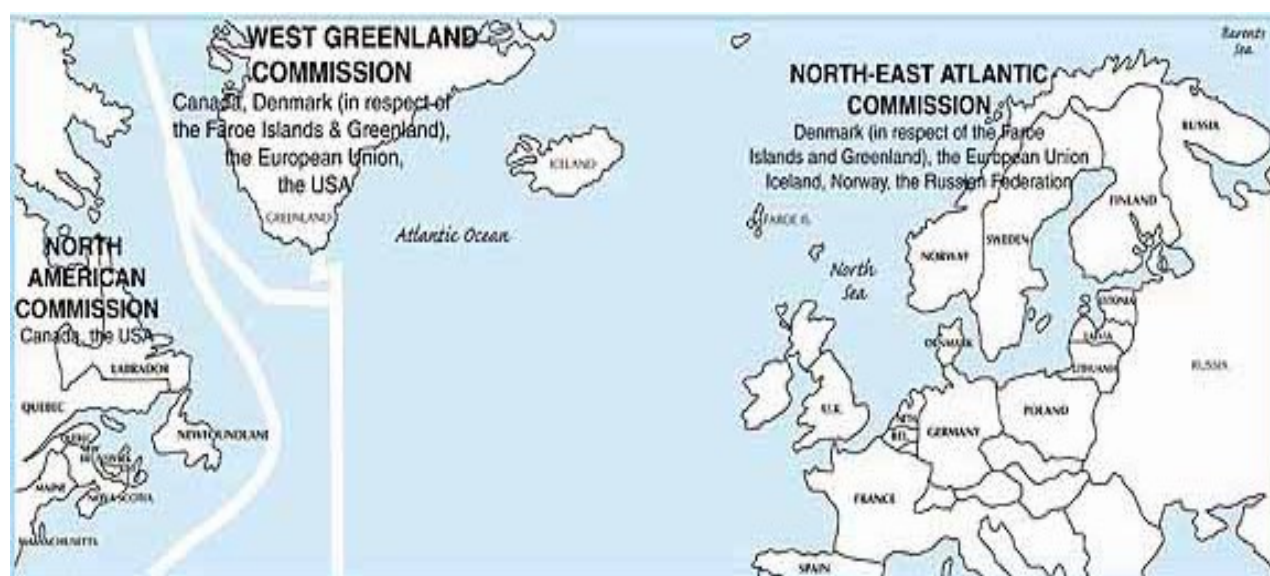 WEST GREENLAND
COMMISSION
Canada, Denmark (in respect of
the Faroe Islands & Greenland),
the European Union,
the USA
GREENLAND
ICELAND
Atlantic Ocean
NORTH-EAST ATLANTIC
COMMISSION
Denmark (in respect of the Faroe
Islands and Greenland), the European Union
Iceland, Norway, the Russian Federation
Barents
Sea
RUSSIA
FINLAND
FAROE IS.
NORWAY
SWEDEN
North
Sea
ESTONIA
LATVIA
LITHUANIA
DENMARK
RUSSIA
NORTH
AMERICAN
COMMISSION
Canada, the USA
LABRADOR
QUEBEC
NEWFOUNDLAND
NEW
BRUNSWICK
MAINE
NOVA SCOTIA
MASSACHUSETTS
U.K.
NETH.
BEL.
GERMANY
POLAND
FRANCE
SPAIN